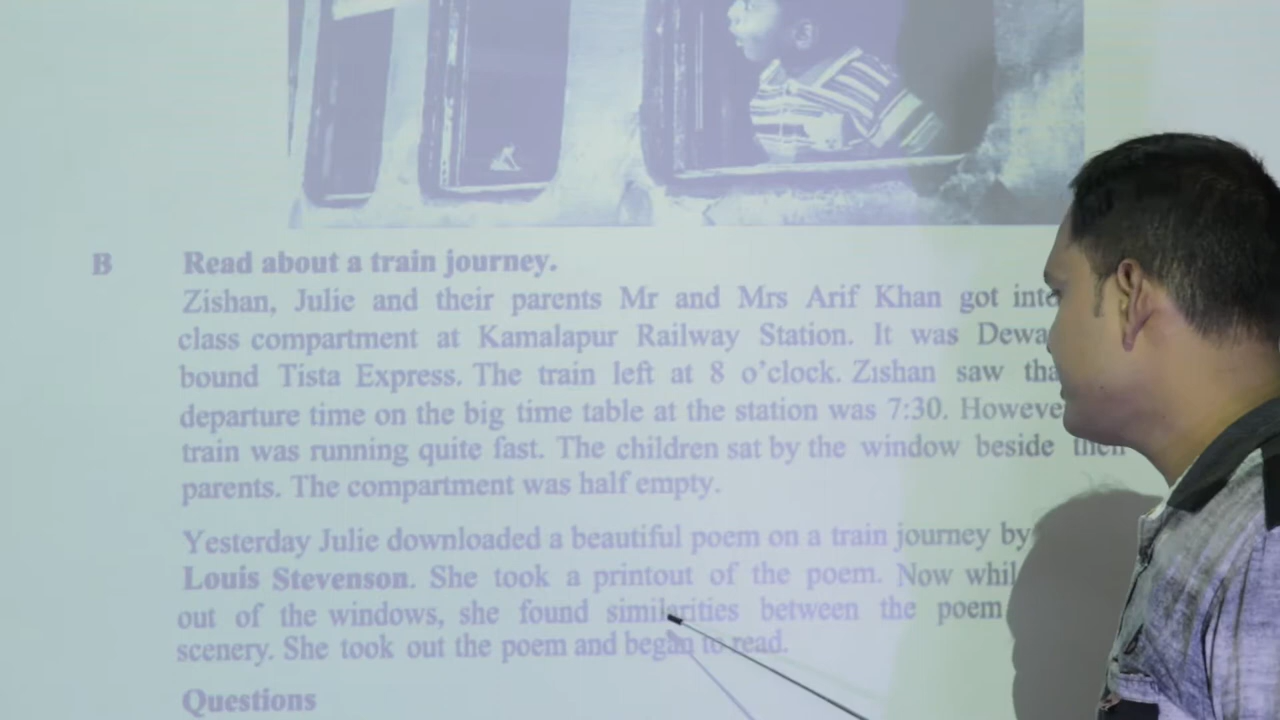 B Read about a train journey.
Zishan, Julie and their parents Mr and Mrs Arif Khan got into
class compartment at Kamalapur Railway Station. It was Dewa
bound Tista Express. The train left at 8 o'clock. Zishan saw tha
departure time on the big time table at the station was 7:30. Howeve
train was running quite fast. The children sat by the window beside their
parents. The compartment was half empty.
Yesterday Julie downloaded a beautiful poem on a train journey by
Louis Stevenson. She took a printout of the poem. Now whil
out of the windows, she found similarities between the poem
scenery. She took out the poem and began to read.
Questions